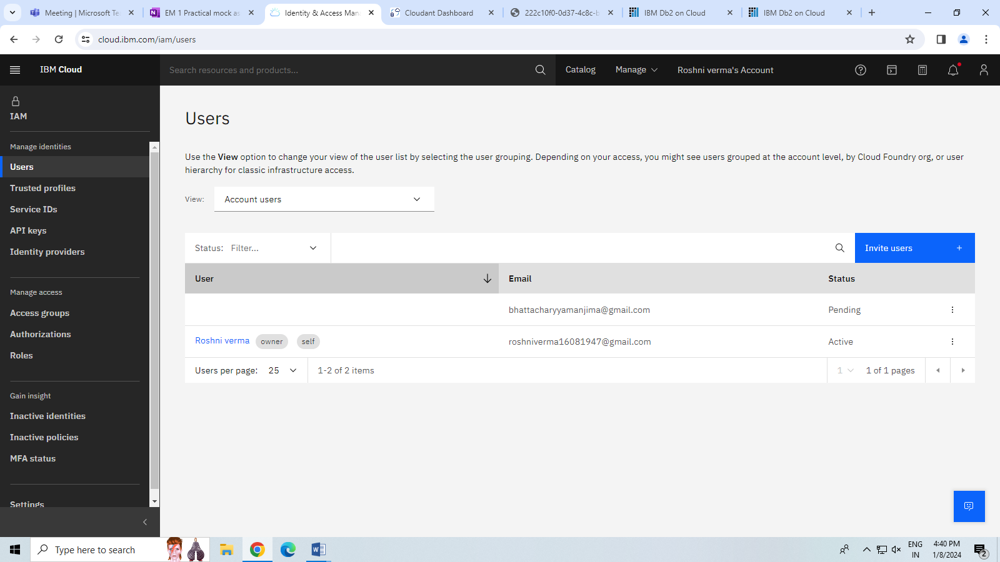 Meeting | Microsoft Te
EM 1 Practical mock as
Identity & Access Man
Cloudant Dashboard
222c10f0-0d37-4c8c-b
IBM Db2 on Cloud
IBM Db2 on Cloud
cloud.ibm.com/iam/users
IBM Cloud
Search resources and products...
Catalog
Manage
Roshni verma's Account
IAM
Manage identities
Users
Trusted profiles
Service IDs
API keys
Identity providers
Manage access
Access groups
Authorizations
Roles
Gain insight
Inactive identities
Inactive policies
MFA status
Settings
Users
Use the View option to change your view of the user list by selecting the user grouping. Depending on your access, you might see users grouped at the account level, by Cloud Foundry org, or user
hierarchy for classic infrastructure access.
View: Account users
Status: Filter...
Invite users +
User Email Status
bhattacharyyamanjima@gmail.com Pending
Roshni verma owner self roshniverma16081947@gmail.com Active
Users per page: 25 1-2 of 2 items 1 1 of 1 pages
Type here to search
ENG
IN
4:40 PM
1/8/2024
2